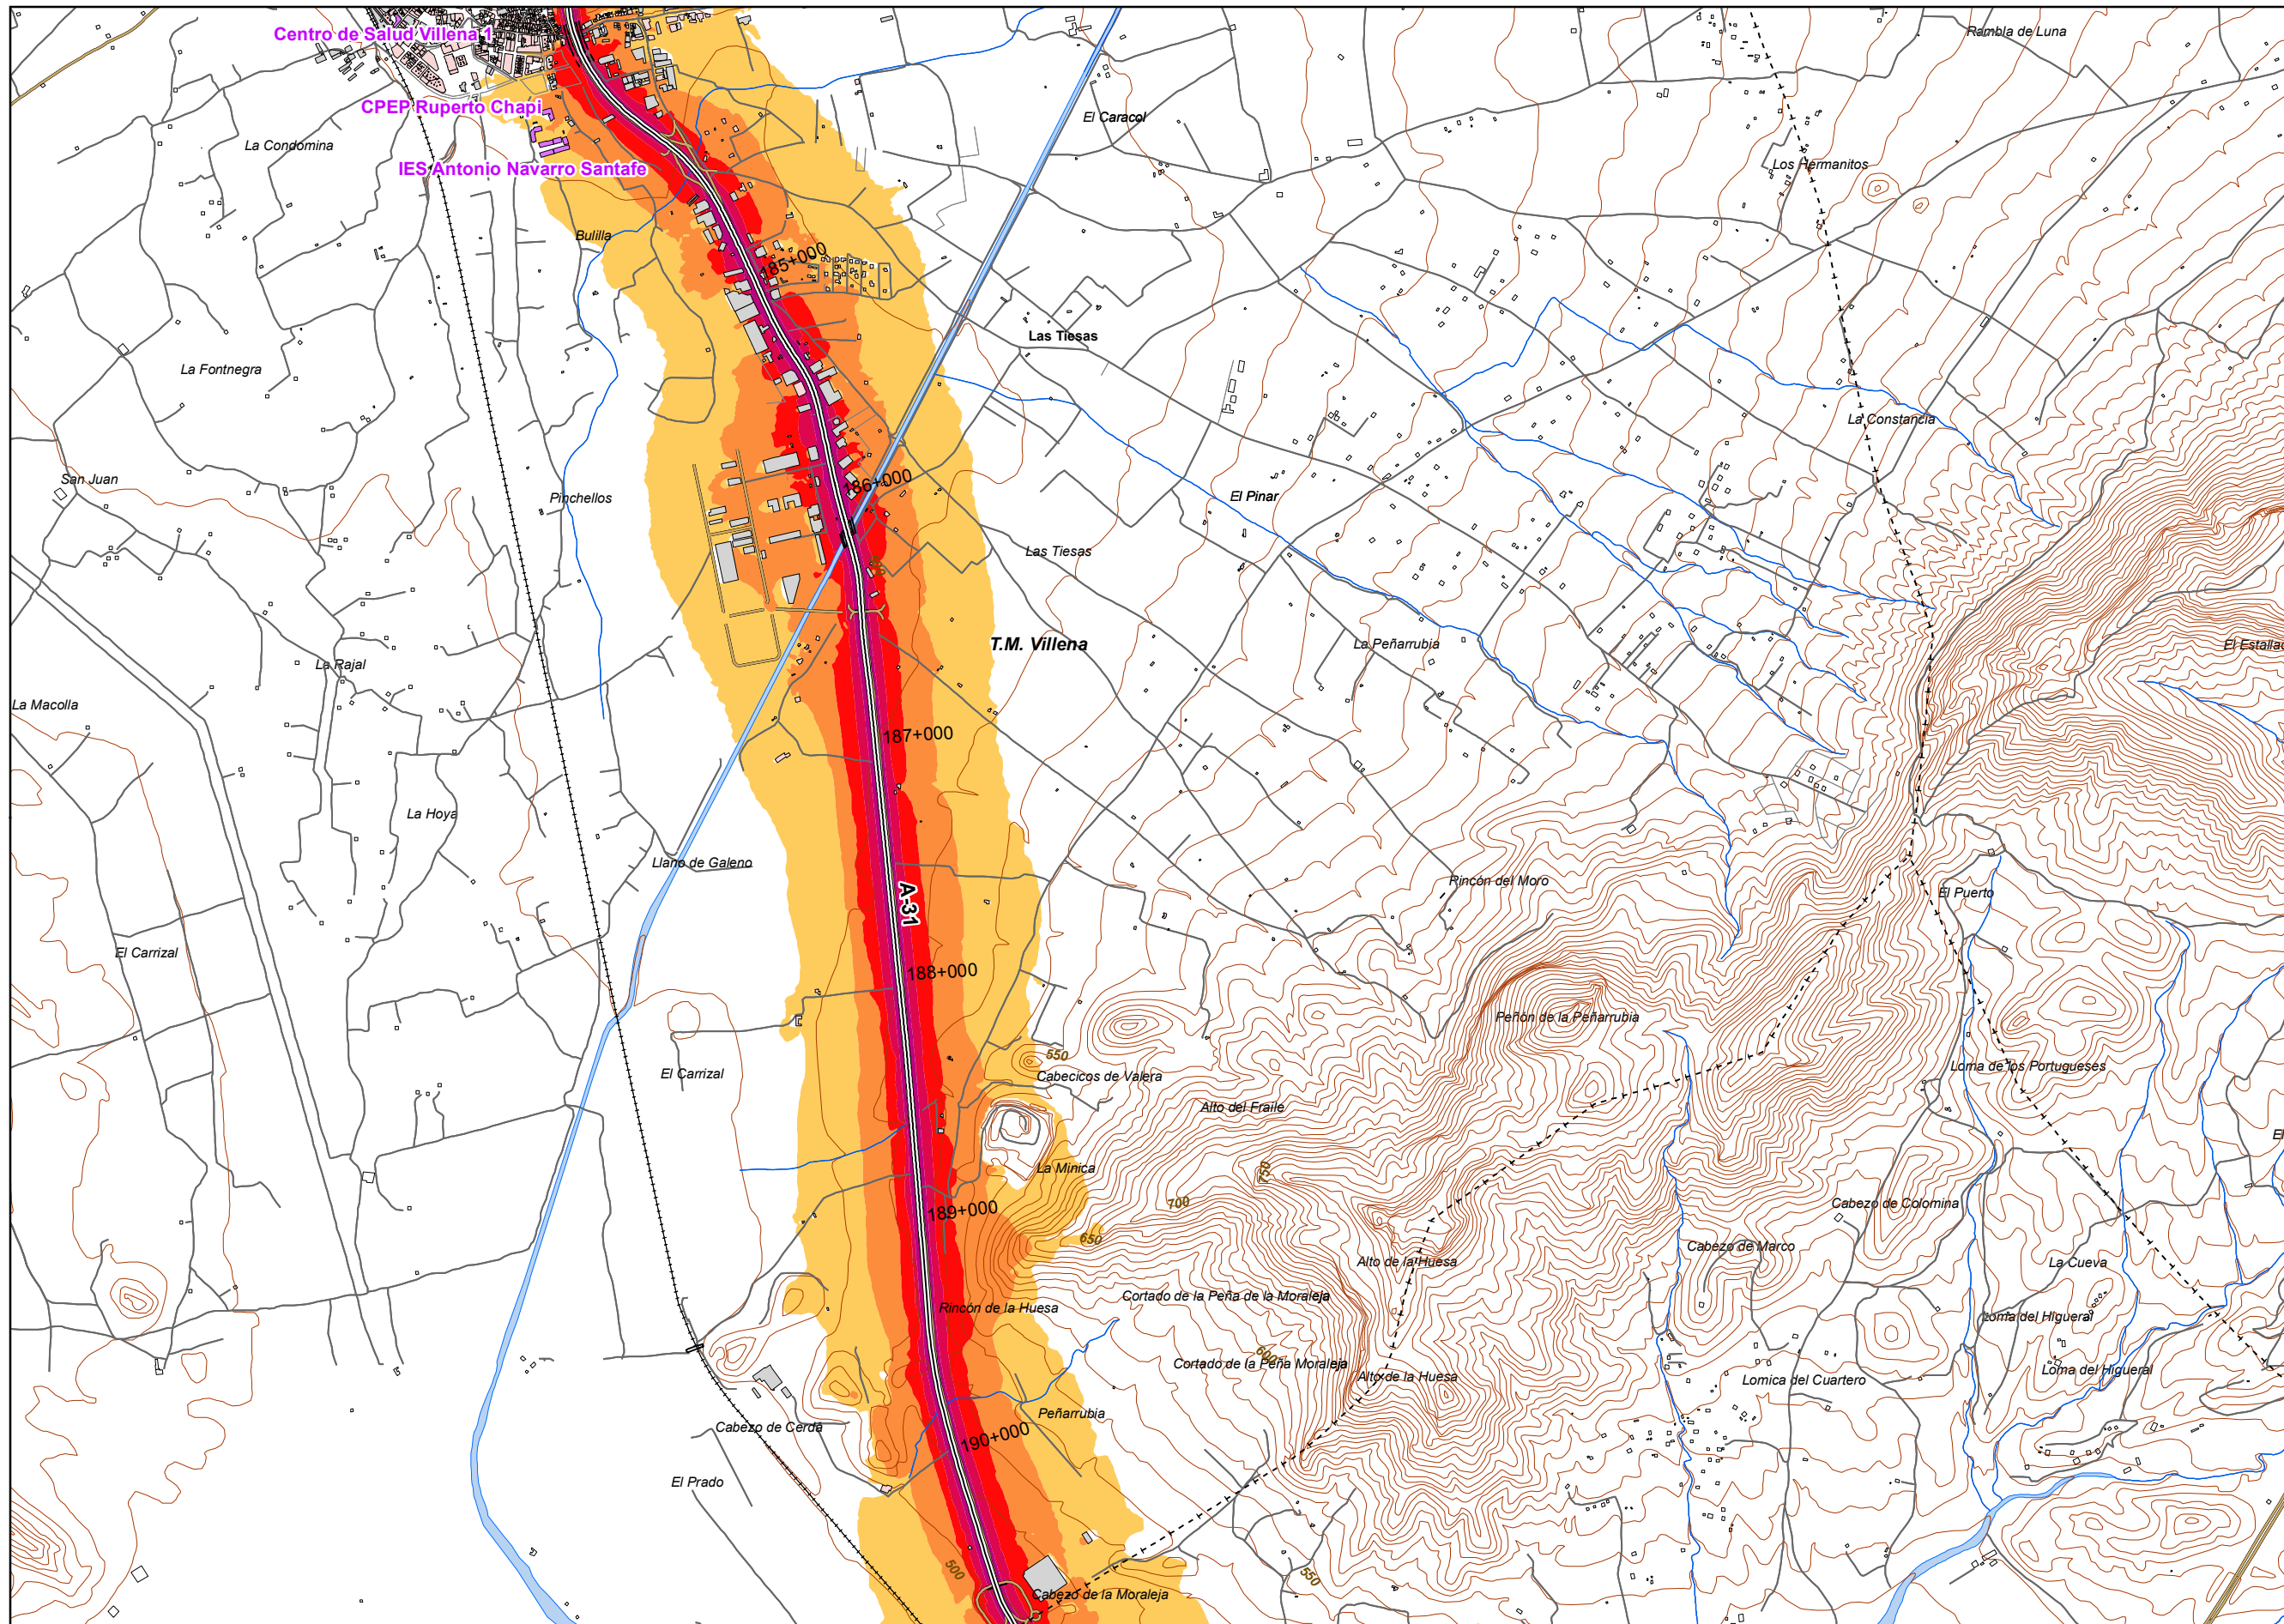 Rambla de Luna
Centro de Salud Villena 1
CPEP Ruperto Chapi
El Caracol
La Condomina
IES Antonio Navarro Santafe
Los Hermanitos
Bulilla
185+000
Las Tiesas
La Fontnegra
La Constancia
San Juan
186+000
Pinchellos
El Pinar
Las Tiesas
500
T.M. Villena
La Peñarrubia
El Estallad
La Rajal
La Macolla
187+000
La Hoya
Llano de Galeno
Rincón del Moro
A-31
El Puerto
El Carrizal
188+000
Peñón de la Peñarrubia
550
El Carrizal
Cabecicos de Valera
Loma de los Portugueses
Alto del Fraile
El
La Minica
750
700
Cabezo de Colomina
189+000
650
Cabezo de Marco
Alto de la Huesa
La Cueva
Cortado de la Peña de la Moraleja
Rincón de la Huesa
Loma del Higueral
600
Cortado de la Peña Moraleja
Alto de la Huesa
Loma del Higueral
Lomica del Cuartero
Peñarrubia
Cabezo de Cerdá
190+000
El Prado
500
550
Cabezo de la Moraleja